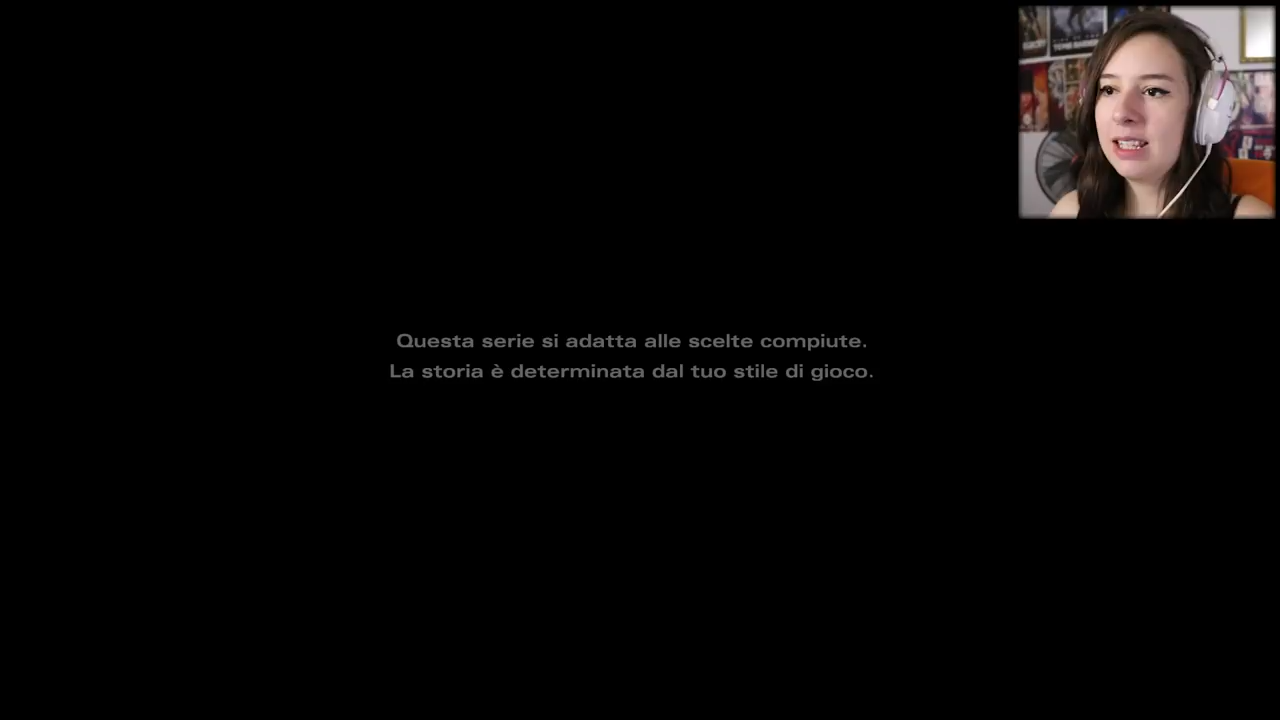 Questa serie si adatta alle scelte compiute.
La storia è determinata dal tuo stile di gioco.